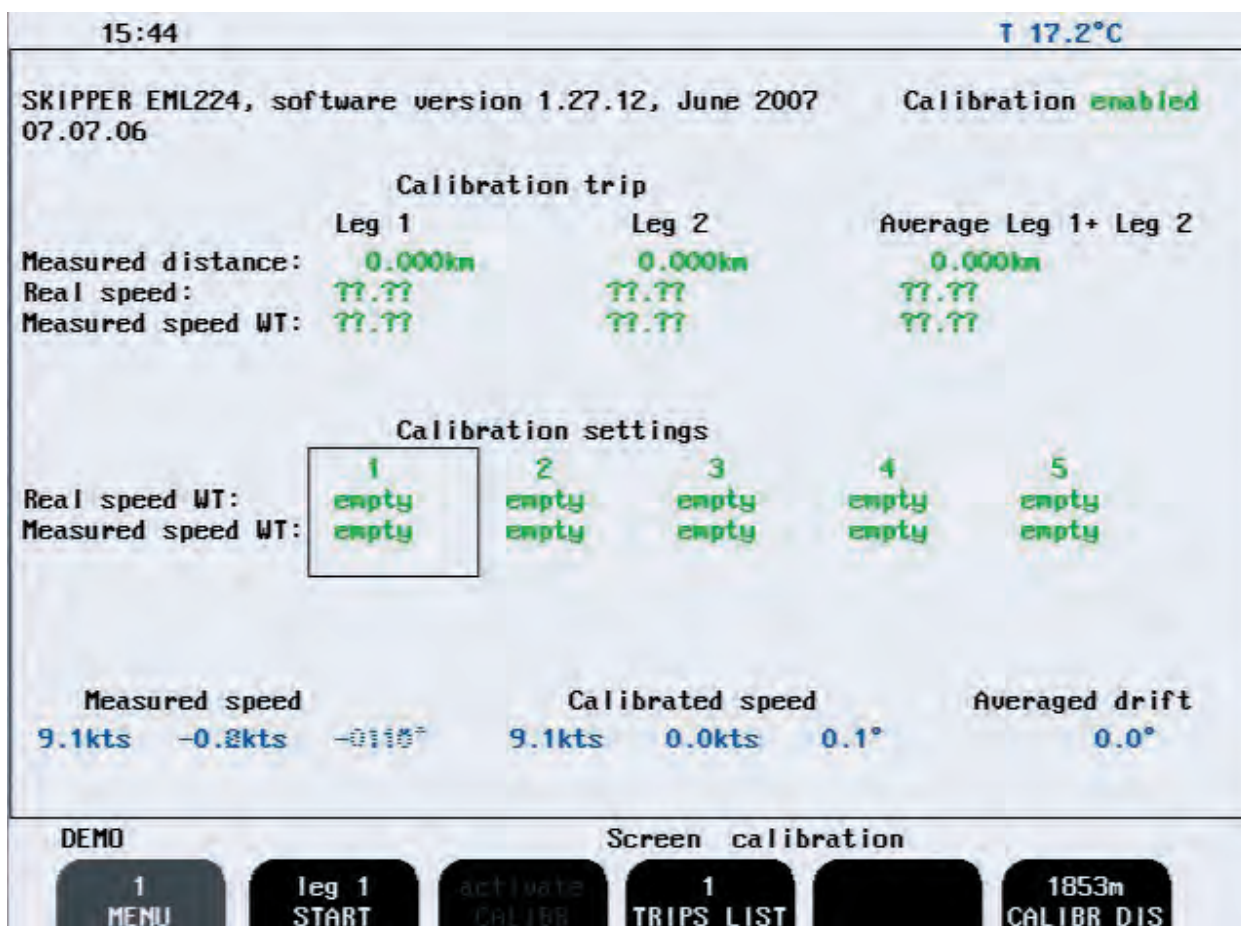 15:44 T 17.2°C
SKIPPER EML224, software version 1.27.12, June 2007 Calibration enabled
07.07.06
Calibration trip
Leg 1 Leg 2 Average Leg 1+ Leg 2
Measured distance: 0.000km 0.000km 0.000km
Real speed: ??.?? ??.?? ??.??
Measured speed WT: ??.?? ??.?? ??.??
Calibration settings
1 2 3 4 5
Real speed WT: empty empty empty empty empty
Measured speed WT: empty empty empty empty empty
Measured speed Calibrated speed Averaged drift
9.1kts 9.1kts 0.0kts 0.1° 0.0°
DEMO Screen calibration
1 leg 1 activate 1 1853m
MENU START CALIBR TRIPS LIST CALIBR DIS